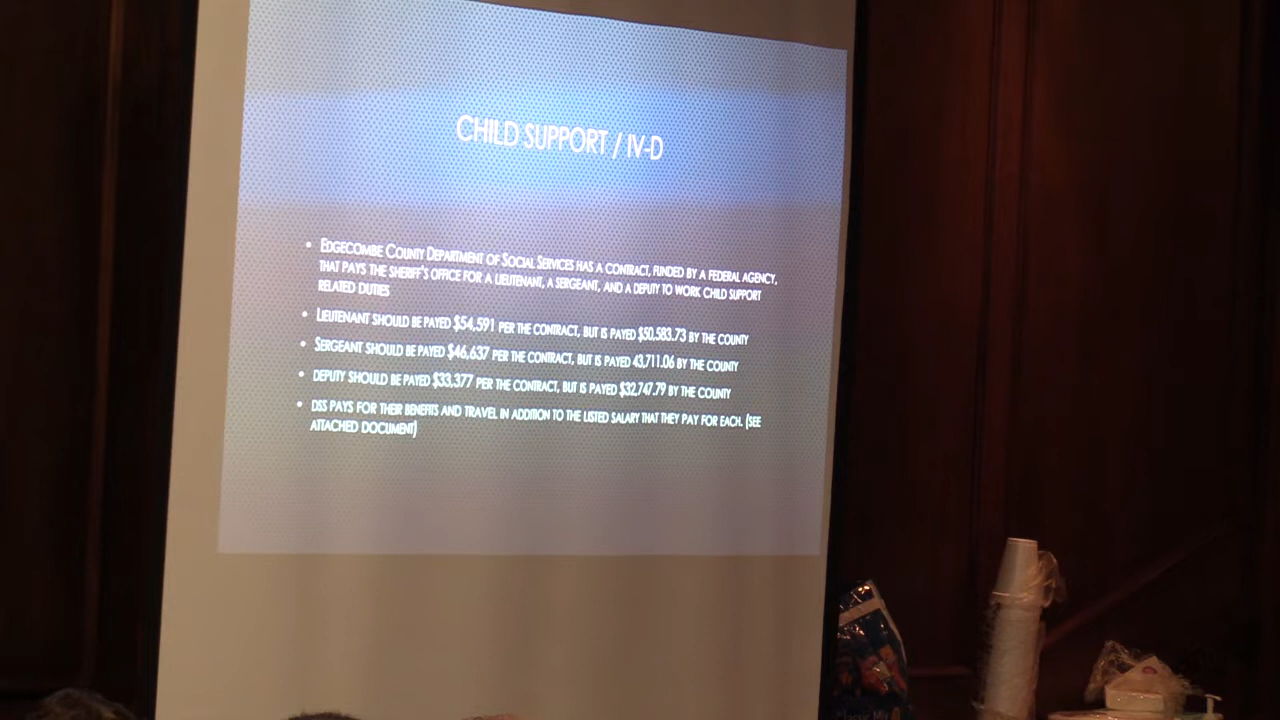 CHILD SUPPORT / IV-D
• EDGECOMBE COUNTY DEPARTMENT OF SOCIAL SERVICES HAS A CONTRACT, FUNDED BY A FEDERAL AGENCY,
THAT PAYS THE SHERIFF'S OFFICE FOR A LIEUTENANT, A SERGEANT, AND A DEPUTY TO WORK CHILD SUPPORT
RELATED DUTIES
• LIEUTENANT SHOULD BE PAYED $54,591 PER THE CONTRACT, BUT IS PAYED $50,583.73 BY THE COUNTY
• SERGEANT SHOULD BE PAYED $46,637 PER THE CONTRACT, BUT IS PAYED 43,711.06 BY THE COUNTY
• DEPUTY SHOULD BE PAYED $33,377 PER THE CONTRACT, BUT IS PAYED $32,747.79 BY THE COUNTY
• DSS PAYS FOR THEIR BENEFITS AND TRAVEL IN ADDITION TO THE LISTED SALARY THAT THEY PAY FOR EACH. (SEE
ATTACHED DOCUMENT)